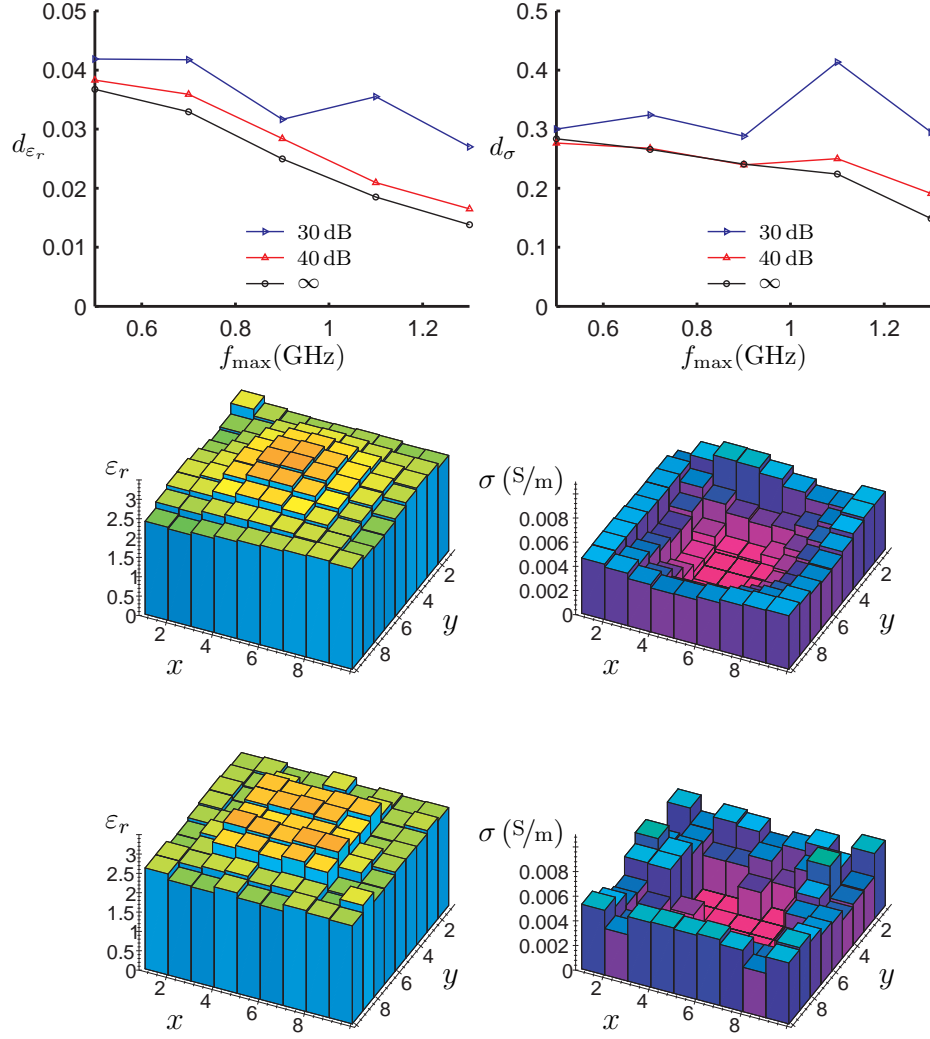 0.05
0.04
0.03
0.02
0.01
0
d_{ε_r}
30 dB
40 dB
∞
0.6 0.8 1 1.2
f_max(GHz)
0.5
0.4
0.3
0.2
0.1
0
d_σ
30 dB
40 dB
∞
0.6 0.8 1 1.2
f_max(GHz)
ε_r
3
2.5
2
1.5
1
0.5
0
2 4 6 8
x
8 6 4 2
y
σ (S/m)
0.008
0.006
0.004
0.002
0
2 4 6 8
x
8 6 4 2
y
ε_r
3
2.5
2
1.5
1
0.5
0
2 4 6 8
x
8 6 4 2
y
σ (S/m)
0.008
0.006
0.004
0.002
0
2 4 6 8
x
8 6 4 2
y